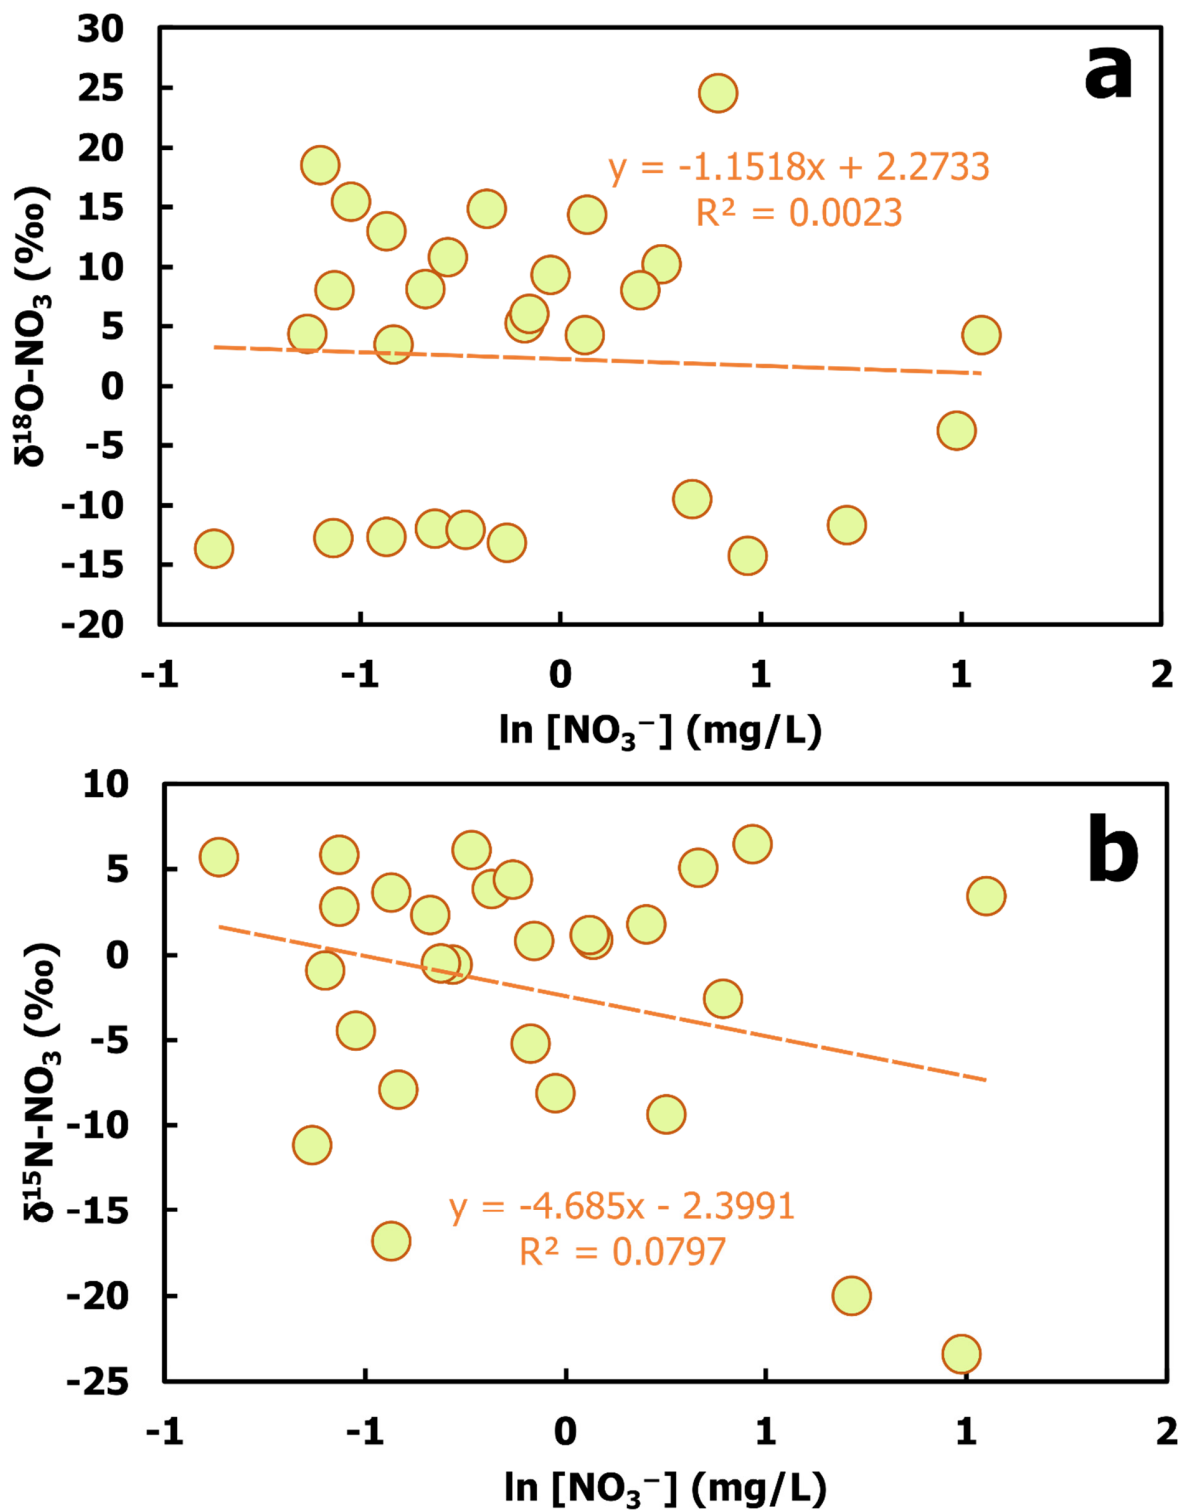 a
30
25
20
15
10
5
0
-5
-10
-15
-20
δ¹⁸O-NO₃ (‰)
y = -1.1518x + 2.2733
R² = 0.0023
-1 -1 0 1 1 2
ln [NO₃⁻] (mg/L)
b
10
5
0
-5
-10
-15
-20
-25
δ¹⁵N-NO₃ (‰)
y = -4.685x - 2.3991
R² = 0.0797
-1 -1 0 1 1 2
ln [NO₃⁻] (mg/L)